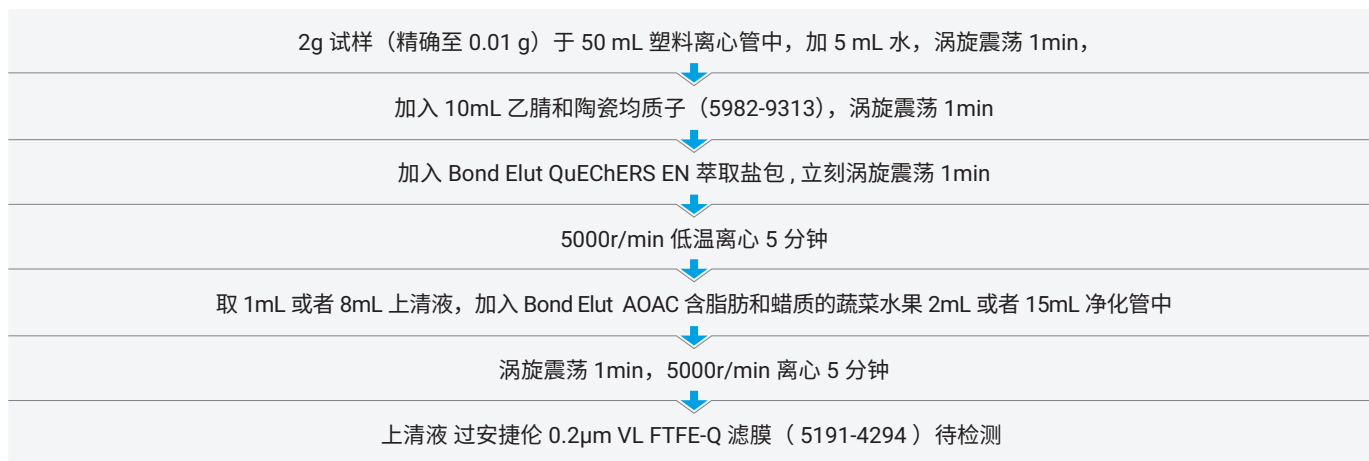 2g 试样（精确至 0.01 g）于 50 mL 塑料离心管中，加 5 mL 水，涡旋震荡 1min，
加入 10mL 乙腈和陶瓷均质子（5982-9313），涡旋震荡 1min
加入 Bond Elut QuEChERS EN 萃取盐包 , 立刻涡旋震荡 1min
5000r/min 低温离心 5 分钟
取 1mL 或者 8mL 上清液，加入 Bond Elut AOAC 含脂肪和蜡质的蔬菜水果 2mL 或者 15mL 净化管中
涡旋震荡 1min，5000r/min 离心 5 分钟
上清液 过安捷伦 0.2μm VL FTFE-Q 滤膜（ 5191-4294 ）待检测